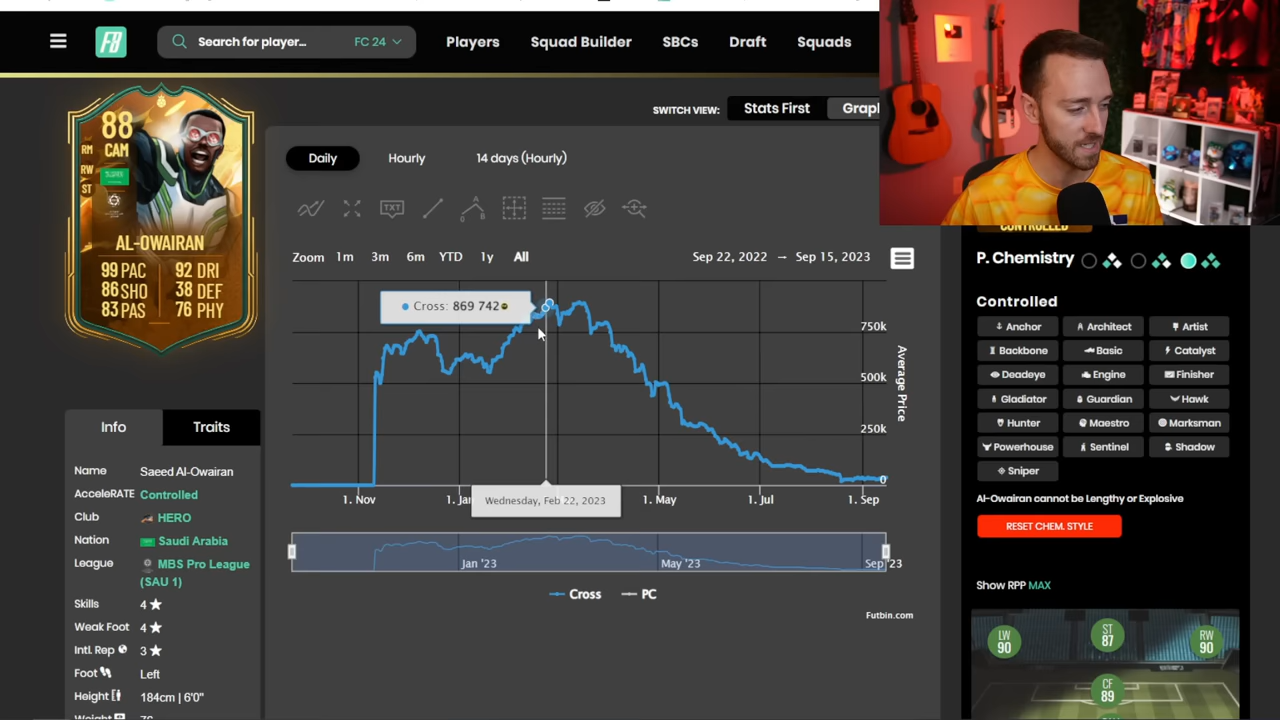 FB
Search for player...
FC 24
Players
Squad Builder
SBCs
Draft
Squads
SWITCH VIEW:
Stats First
88
CAM
RM
RW
ST
AL-OWAIRAN
99 PAC
92 DRI
86 SHO
38 DEF
83 PAS
76 PHY
Daily
Hourly
14 days (Hourly)
TXT
Zoom
1m
3m
6m
YTD
1y
All
Sep 22, 2022 → Sep 15, 2023
Cross: 869 742
750k
500k
250k
0
Average Price
1. Nov
Wednesday, Feb 22, 2023
1. May
1. Jul
1. Sep
Jan '23
May '23
Sep '23
Cross
PC
Futbin.com
Info
Traits
Name
Saeed Al-Owairan
AcceleRATE
Controlled
Club
HERO
Nation
Saudi Arabia
League
MBS Pro League
(SAU 1)
Skills
4 ★
Weak Foot
4 ★
Intl. Rep
3 ★
Foot
Left
Height
184cm | 6'0"
CONTROLLED
P. Chemistry
Controlled
Anchor
Architect
Artist
Backbone
Basic
Catalyst
Deadeye
Engine
Finisher
Gladiator
Guardian
Hawk
Hunter
Maestro
Marksman
Powerhouse
Sentinel
Shadow
Sniper
Al-Owairan cannot be Lengthy or Explosive
RESET CHEM. STYLE
Show RPP MAX
LW
90
ST
87
RW
90
CF
89